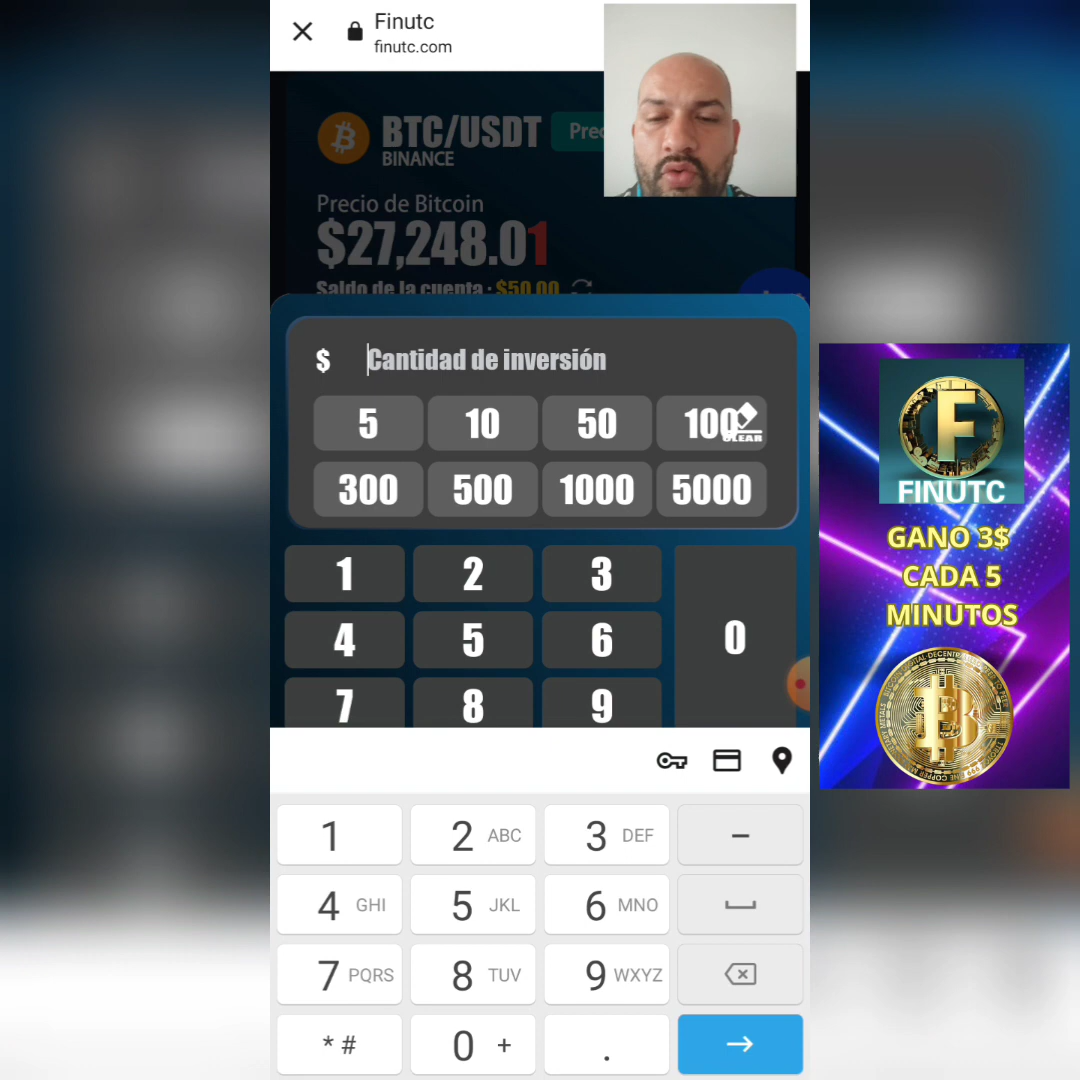 Finutc
finutc.com
BTC/USDT
BINANCE
Precio de Bitcoin
$27,248.01
Saldo de la cuenta : $50.00
$ Cantidad de inversión
5 10 50 100
CLEAR
300 500 1000 5000
1 2 3
4 5 6 0
7 8 9
1 2 ABC 3 DEF –
4 GHI 5 JKL 6 MNO
7 PQRS 8 TUV 9 WXYZ
* # 0 + .
F
FINUTC
GANO 3$
CADA 5
MINUTOS